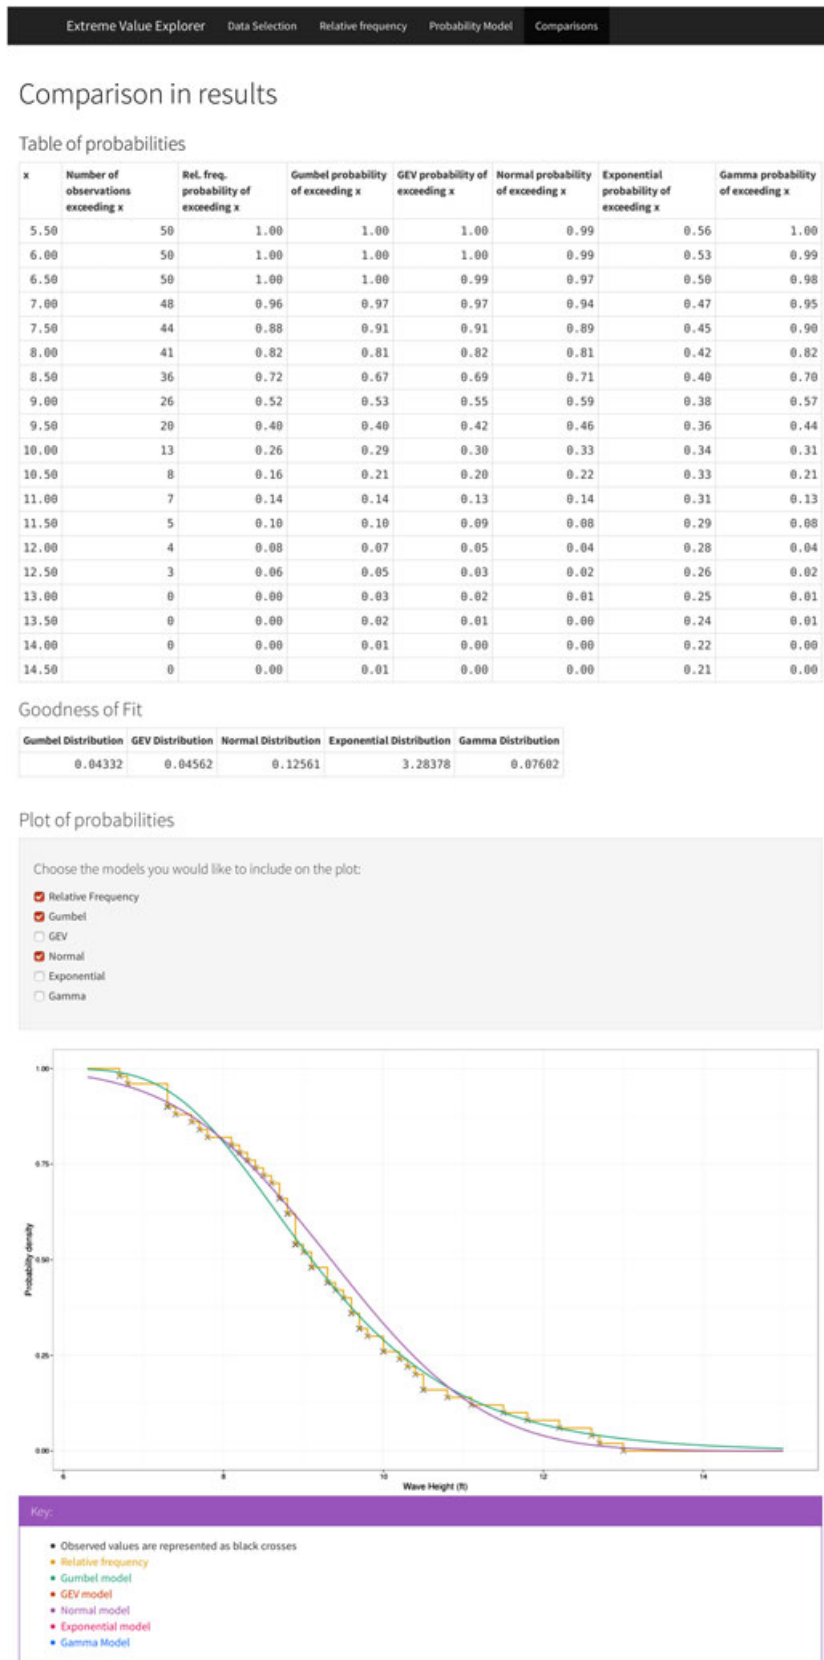 Extreme Value Explorer Data Selection Relative frequency Probability Model Comparisons
Comparison in results
Table of probabilities
x Number of observations exceeding x Rel. freq. probability of exceeding x Gumbel probability of exceeding x GEV probability of exceeding x Normal probability of exceeding x Exponential probability of exceeding x Gamma probability of exceeding x
5.50 50 1.00 1.00 1.00 0.99 0.56 1.00
6.00 50 1.00 1.00 1.00 0.99 0.53 0.99
6.50 50 1.00 1.00 0.99 0.97 0.50 0.98
7.00 48 0.96 0.97 0.97 0.94 0.47 0.95
7.50 44 0.88 0.91 0.91 0.89 0.45 0.90
8.00 41 0.82 0.81 0.82 0.81 0.42 0.82
8.50 36 0.72 0.67 0.69 0.71 0.40 0.70
9.00 26 0.52 0.53 0.55 0.59 0.38 0.57
9.50 20 0.40 0.40 0.42 0.46 0.36 0.44
10.00 13 0.26 0.29 0.30 0.33 0.34 0.31
10.50 8 0.16 0.21 0.20 0.22 0.33 0.21
11.00 7 0.14 0.14 0.13 0.14 0.31 0.13
11.50 5 0.10 0.10 0.09 0.08 0.29 0.08
12.00 4 0.08 0.07 0.05 0.04 0.28 0.04
12.50 3 0.06 0.05 0.03 0.02 0.26 0.02
13.00 0 0.00 0.03 0.02 0.01 0.25 0.01
13.50 0 0.00 0.02 0.01 0.00 0.24 0.01
14.00 0 0.00 0.01 0.00 0.00 0.22 0.00
14.50 0 0.00 0.01 0.00 0.00 0.21 0.00
Goodness of Fit
Gumbel Distribution GEV Distribution Normal Distribution Exponential Distribution Gamma Distribution
0.04332 0.04562 0.12561 3.28378 0.07602
Plot of probabilities
Choose the models you would like to include on the plot:
Relative Frequency
Gumbel
GEV
Normal
Exponential
Gamma
1.00
0.75
0.50
0.25
0.00
Probability density
6 8 10 12 14
Wave Height (ft)
Key:
Observed values are represented as black crosses
Relative frequency
Gumbel model
GEV model
Normal model
Exponential model
Gamma Model